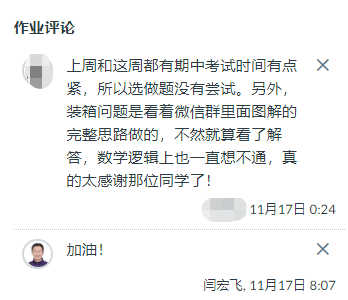 作业评论
上周和这周都有期中考试时间有点
紧，所以选做题没有尝试。另外，
装箱问题是看着微信群里面图解的
完整思路做的，不然就算看了解
答，数学逻辑上也一直想不通，真
的太感谢那位同学了！
11月17日 0:24
加油！
闫宏飞, 11月17日 8:07